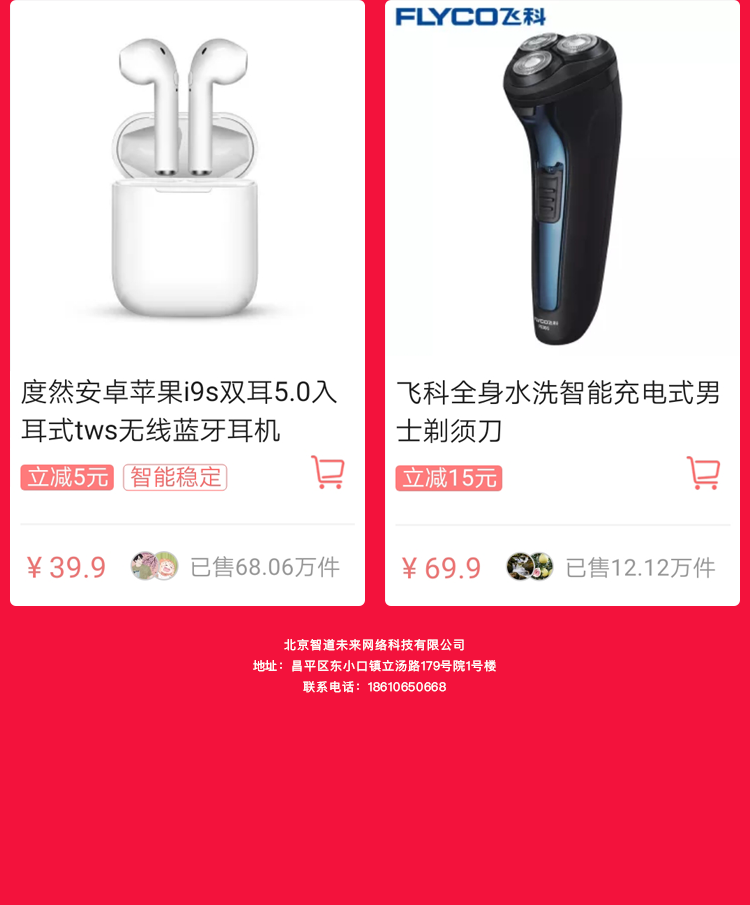 FLYCO飞科
度然安卓苹果i9s双耳5.0入
耳式tws无线蓝牙耳机
立减5元 智能稳定
¥39.9 已售68.06万件
飞科全身水洗智能充电式男
士剃须刀
立减15元
¥69.9 已售12.12万件
北京智道未来网络科技有限公司
地址：昌平区东小口镇立汤路179号院1号楼
联系电话：18610650668